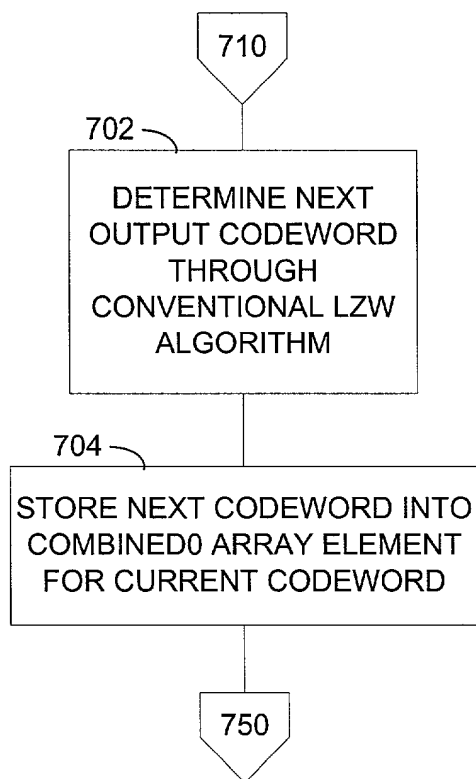 710
702
DETERMINE NEXT
OUTPUT CODEWORD
THROUGH
CONVENTIONAL LZW
ALGORITHM
704
STORE NEXT CODEWORD INTO
COMBINED0 ARRAY ELEMENT
FOR CURRENT CODEWORD
750